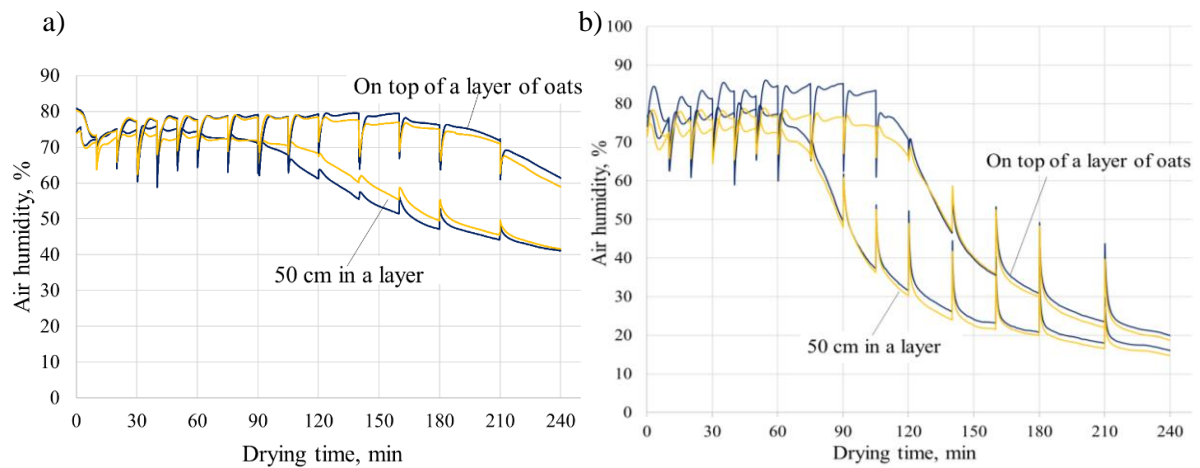 a)
90
80
70
60
50
40
30
20
10
0
Air humidity, %
On top of a layer of oats
50 cm in a layer
0 30 60 90 120 150 180 210 240
Drying time, min
b)
100
90
80
70
60
50
40
30
20
10
0
Air humidity, %
On top of a layer of oats
50 cm in a layer
0 30 60 90 120 150 180 210 240
Drying time, min